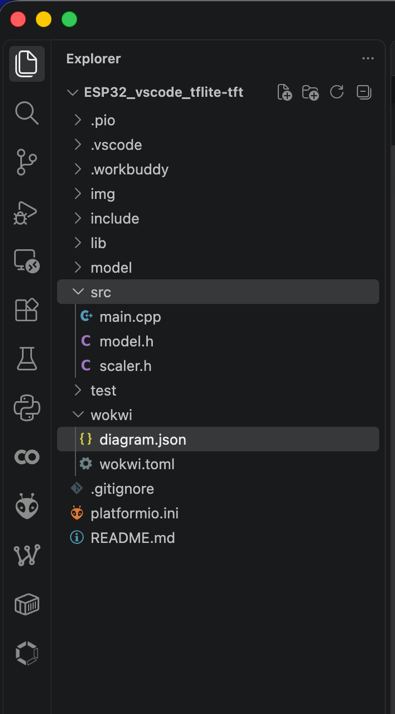 Explorer
ESP32_vscode_tflite-tft
.pio
.vscode
.workbuddy
img
include
lib
model
src
main.cpp
C model.h
C scaler.h
test
wokwi
{} diagram.json
wokwi.toml
.gitignore
platformio.ini
README.md